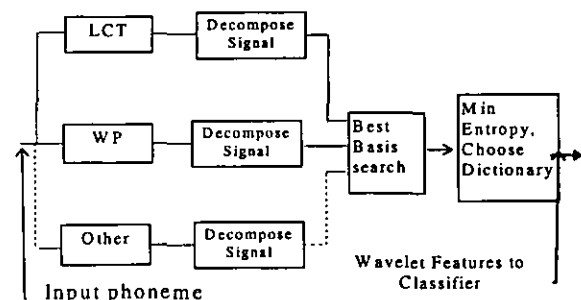 LCT
Decompose
Signal
WP
Decompose
Signal
Other
Decompose
Signal
Best
Basis
search
Min
Entropy,
Choose
Dictionary
Input phoneme
Wavelet Features to
Classifier